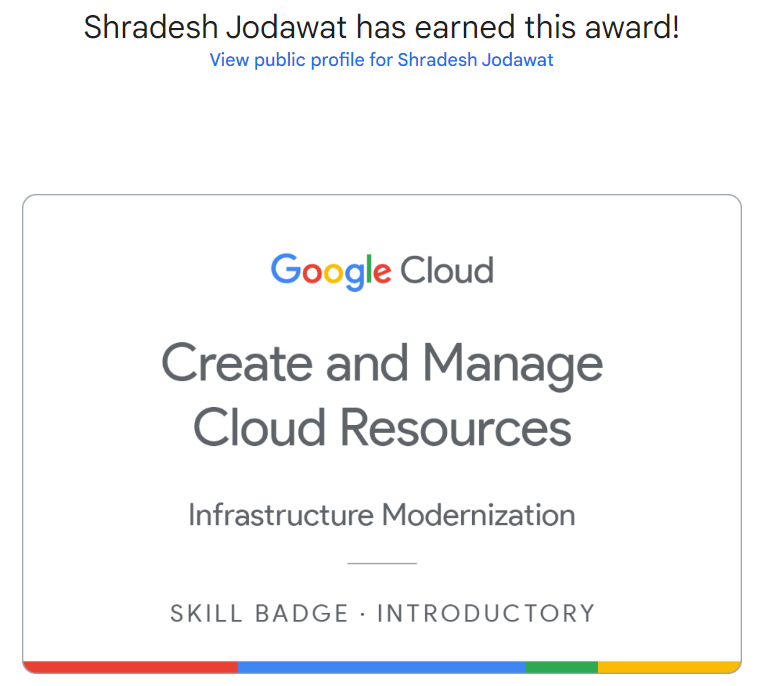 Shradesh Jodawat has earned this award!
View public profile for Shradesh Jodawat
Google Cloud
Create and Manage
Cloud Resources
Infrastructure Modernization
SKILL BADGE · INTRODUCTORY